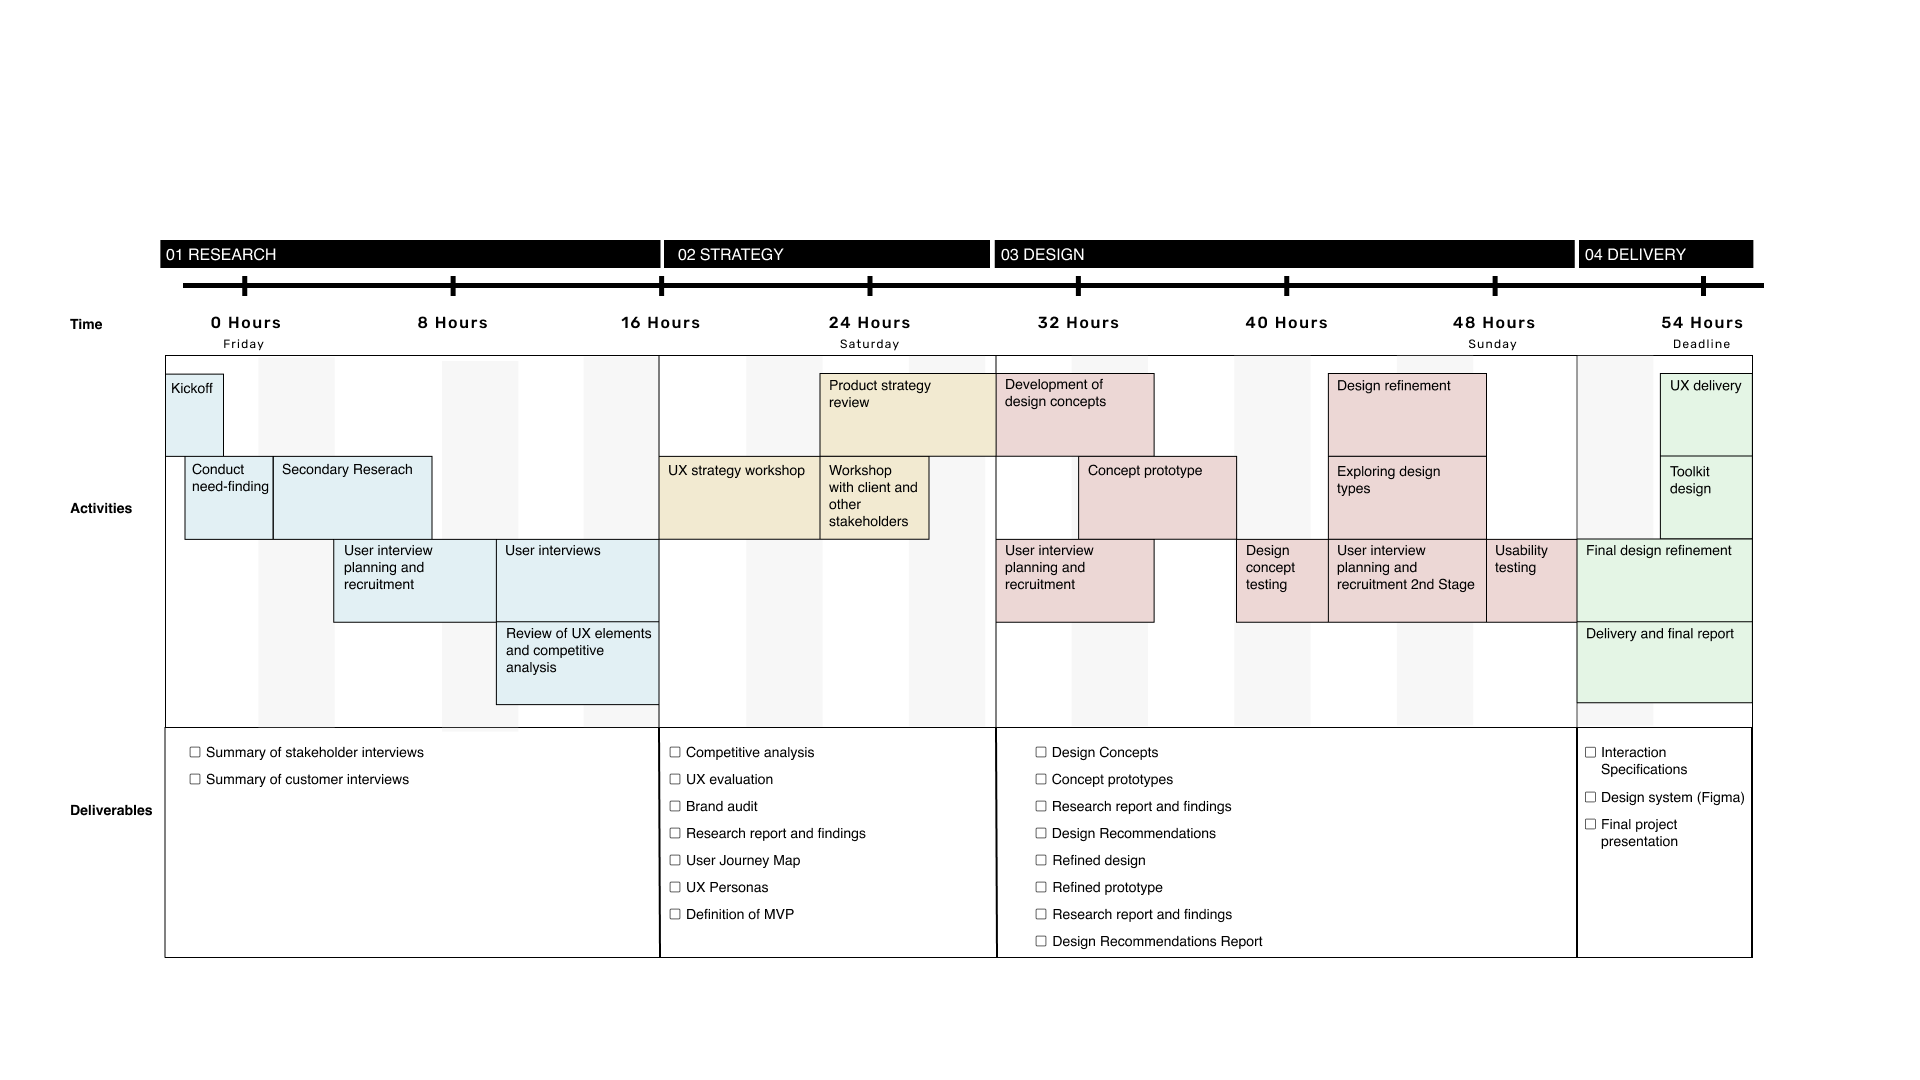 01 RESEARCH
02 STRATEGY
03 DESIGN
04 DELIVERY
Time
0 Hours
8 Hours
16 Hours
24 Hours
32 Hours
40 Hours
48 Hours
54 Hours
Friday
Saturday
Sunday
Deadline
Activities
Kickoff
Conduct
need-finding
Secondary Reserach
User interview
planning and
recruitment
User interviews
Review of UX elements
and competitive
analysis
Product strategy
review
UX strategy workshop
Workshop
with client and
other
stakeholders
Development of
design concepts
Concept prototype
User interview
planning and
recruitment
Design
concept
testing
Design refinement
Exploring design
types
User interview
planning and
recruitment 2nd Stage
Usability
testing
UX delivery
Toolkit
design
Final design refinement
Delivery and final report
Deliverables
Summary of stakeholder interviews
Summary of customer interviews
Competitive analysis
UX evaluation
Brand audit
Research report and findings
User Journey Map
UX Personas
Definition of MVP
Design Concepts
Concept prototypes
Research report and findings
Design Recommendations
Refined design
Refined prototype
Research report and findings
Design Recommendations Report
Interaction
Specifications
Design system (Figma)
Final project
presentation